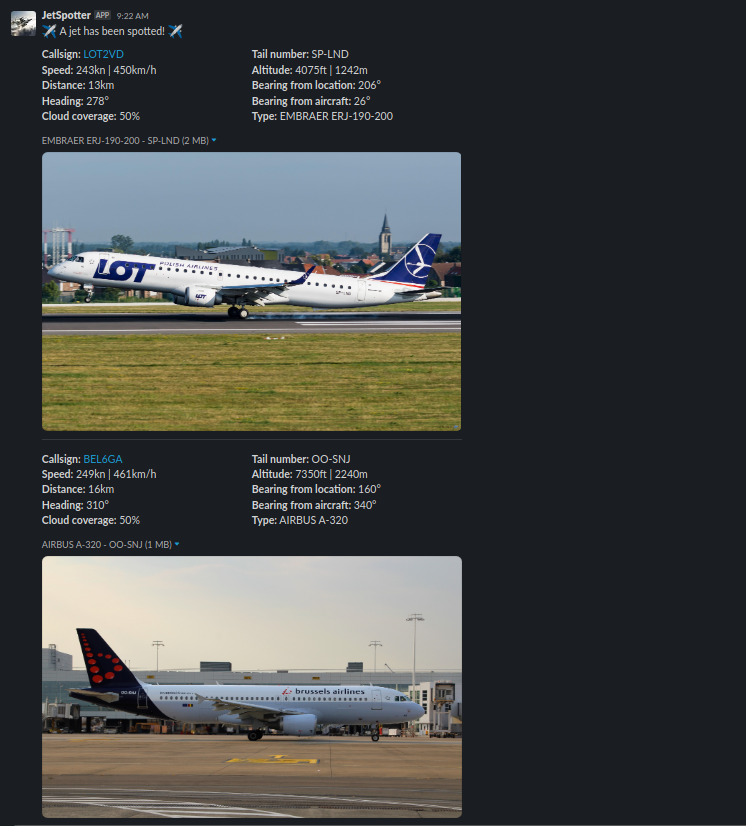 JetSpotter APP 9:22 AM
A jet has been spotted!
Callsign: LOT2VD
Tail number: SP-LND
Speed: 243kn | 450km/h
Altitude: 4075ft | 1242m
Distance: 13km
Bearing from location: 206°
Heading: 278°
Bearing from aircraft: 26°
Cloud coverage: 50%
Type: EMBRAER ERJ-190-200
EMBRAER ERJ-190-200 - SP-LND (2 MB)
LOT POLISH AIRLINES
LOT
SP-LND
Callsign: BEL6GA
Tail number: OO-SNJ
Speed: 249kn | 461km/h
Altitude: 7350ft | 2240m
Distance: 16km
Bearing from location: 160°
Heading: 310°
Bearing from aircraft: 340°
Cloud coverage: 50%
Type: AIRBUS A-320
AIRBUS A-320 - OO-SNJ (1 MB)
brussels airlines
OO-SNJ